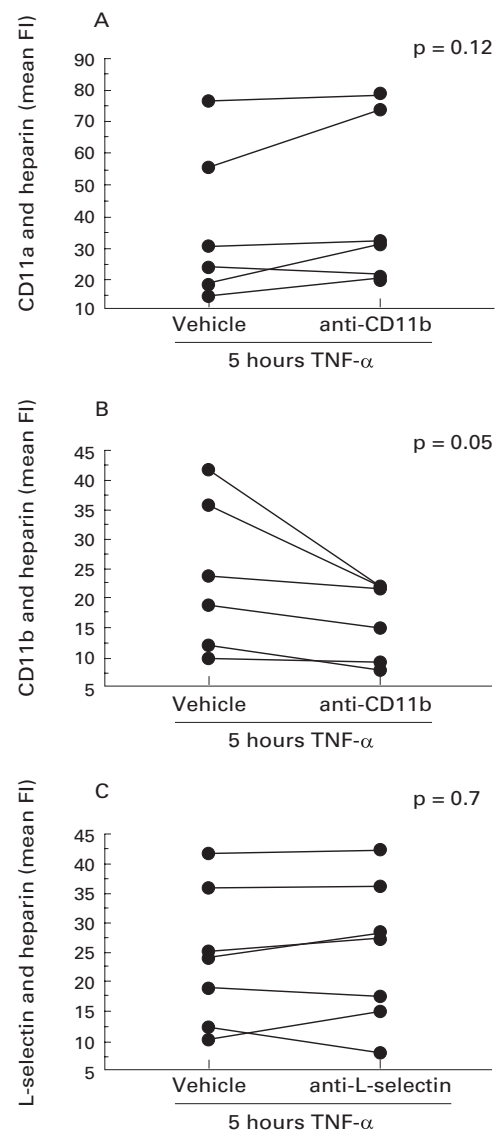 A
p = 0.12
CD11a and heparin (mean FI)
90
80
70
60
50
40
30
20
10
Vehicle anti-CD11b
5 hours TNF-α
B
p = 0.05
CD11b and heparin (mean FI)
45
40
35
30
25
20
15
10
5
Vehicle anti-CD11b
5 hours TNF-α
C
p = 0.7
L-selectin and heparin (mean FI)
45
40
35
30
25
20
15
10
5
Vehicle anti-L-selectin
5 hours TNF-α